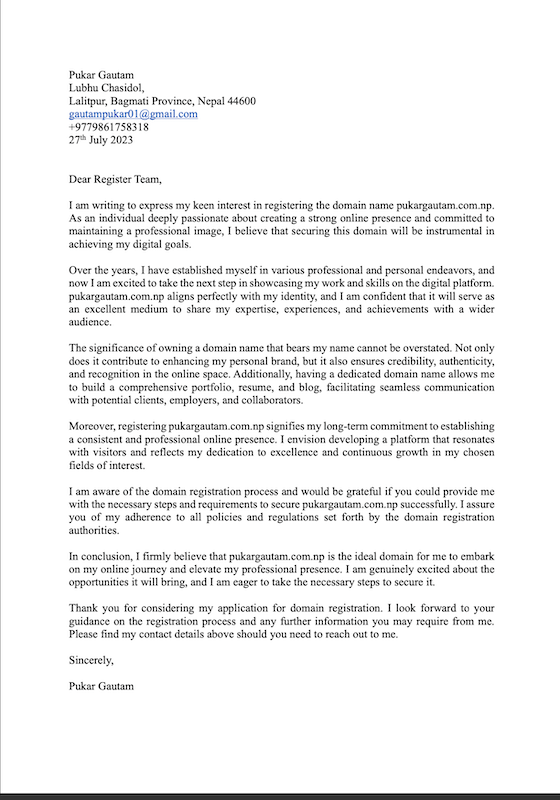 Pukar Gautam
Lubhu Chasidol,
Lalitpur, Bagmati Province, Nepal 44600
gautampukar01@gmail.com
+9779861758318
27th July 2023
Dear Register Team,
I am writing to express my keen interest in registering the domain name pukargautam.com.np.
As an individual deeply passionate about creating a strong online presence and committed to
maintaining a professional image, I believe that securing this domain will be instrumental in
achieving my digital goals.
Over the years, I have established myself in various professional and personal endeavors, and
now I am excited to take the next step in showcasing my work and skills on the digital platform.
pukargautam.com.np aligns perfectly with my identity, and I am confident that it will serve as
an excellent medium to share my expertise, experiences, and achievements with a wider
audience.
The significance of owning a domain name that bears my name cannot be overstated. Not only
does it contribute to enhancing my personal brand, but it also ensures credibility, authenticity,
and recognition in the online space. Additionally, having a dedicated domain name allows me
to build a comprehensive portfolio, resume, and blog, facilitating seamless communication
with potential clients, employers, and collaborators.
Moreover, registering pukargautam.com.np signifies my long-term commitment to establishing
a consistent and professional online presence. I envision developing a platform that resonates
with visitors and reflects my dedication to excellence and continuous growth in my chosen
fields of interest.
I am aware of the domain registration process and would be grateful if you could provide me
with the necessary steps and requirements to secure pukargautam.com.np successfully. I assure
you of my adherence to all policies and regulations set forth by the domain registration
authorities.
In conclusion, I firmly believe that pukargautam.com.np is the ideal domain for me to embark
on my online journey and elevate my professional presence. I am genuinely excited about the
opportunities it will bring, and I am eager to take the necessary steps to secure it.
Thank you for considering my application for domain registration. I look forward to your
guidance on the registration process and any further information you may require from me.
Please find my contact details above should you need to reach out to me.
Sincerely,
Pukar Gautam